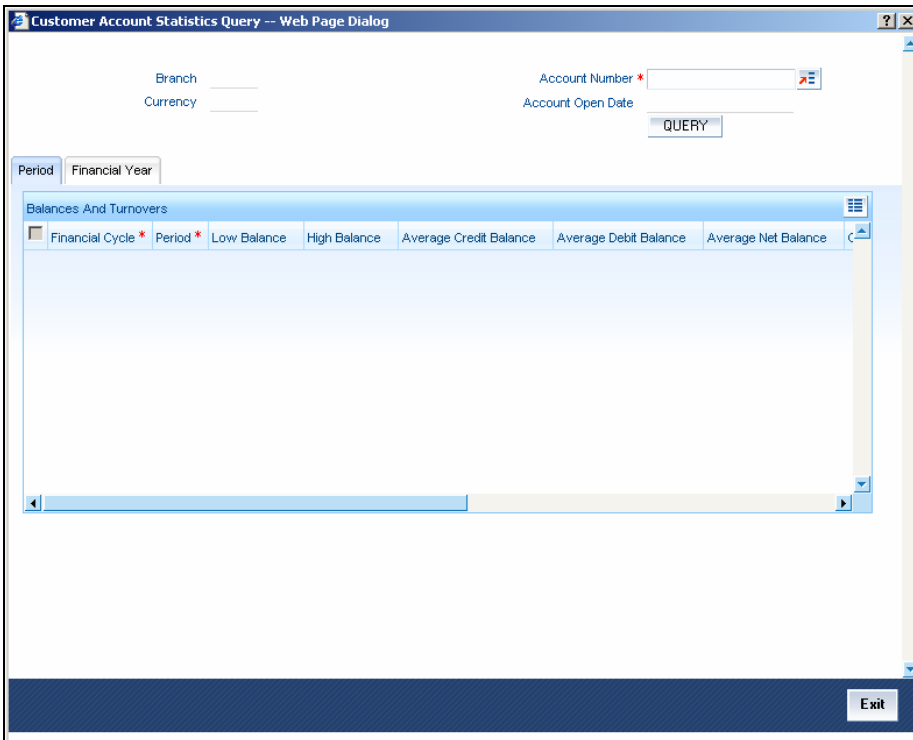 Customer Account Statistics Query -- Web Page Dialog
Branch
Account Number *
Currency
Account Open Date
QUERY
Period Financial Year
Balances And Turnovers
Financial Cycle * Period * Low Balance High Balance Average Credit Balance Average Debit Balance Average Net Balance
Exit